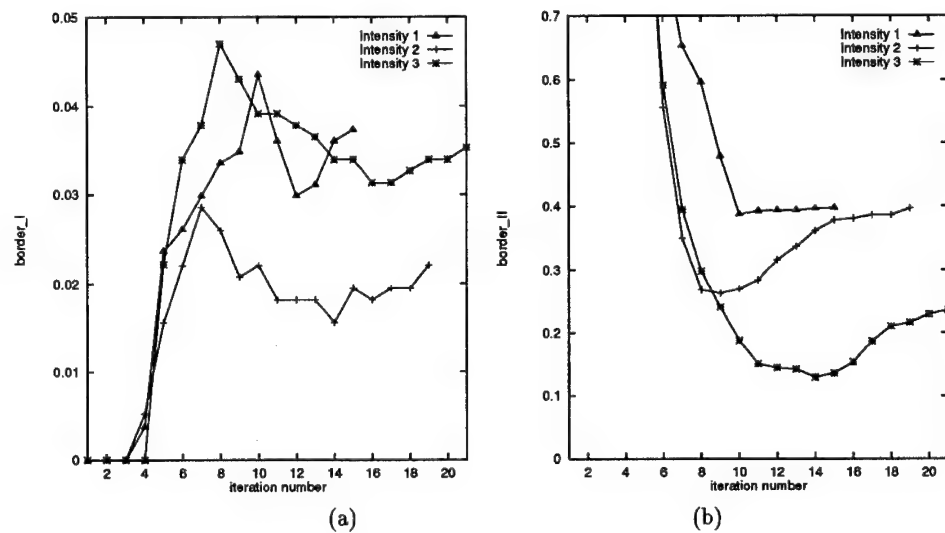 0.05
0.04
0.03
0.02
0.01
0
border_I
Intensity 1
Intensity 2
Intensity 3
2 4 6 8 10 12 14 16 18 20
iteration number
(a)
0.7
0.6
0.5
0.4
0.3
0.2
0.1
0
border_II
Intensity 1
Intensity 2
Intensity 3
2 4 6 8 10 12 14 16 18 20
iteration number
(b)